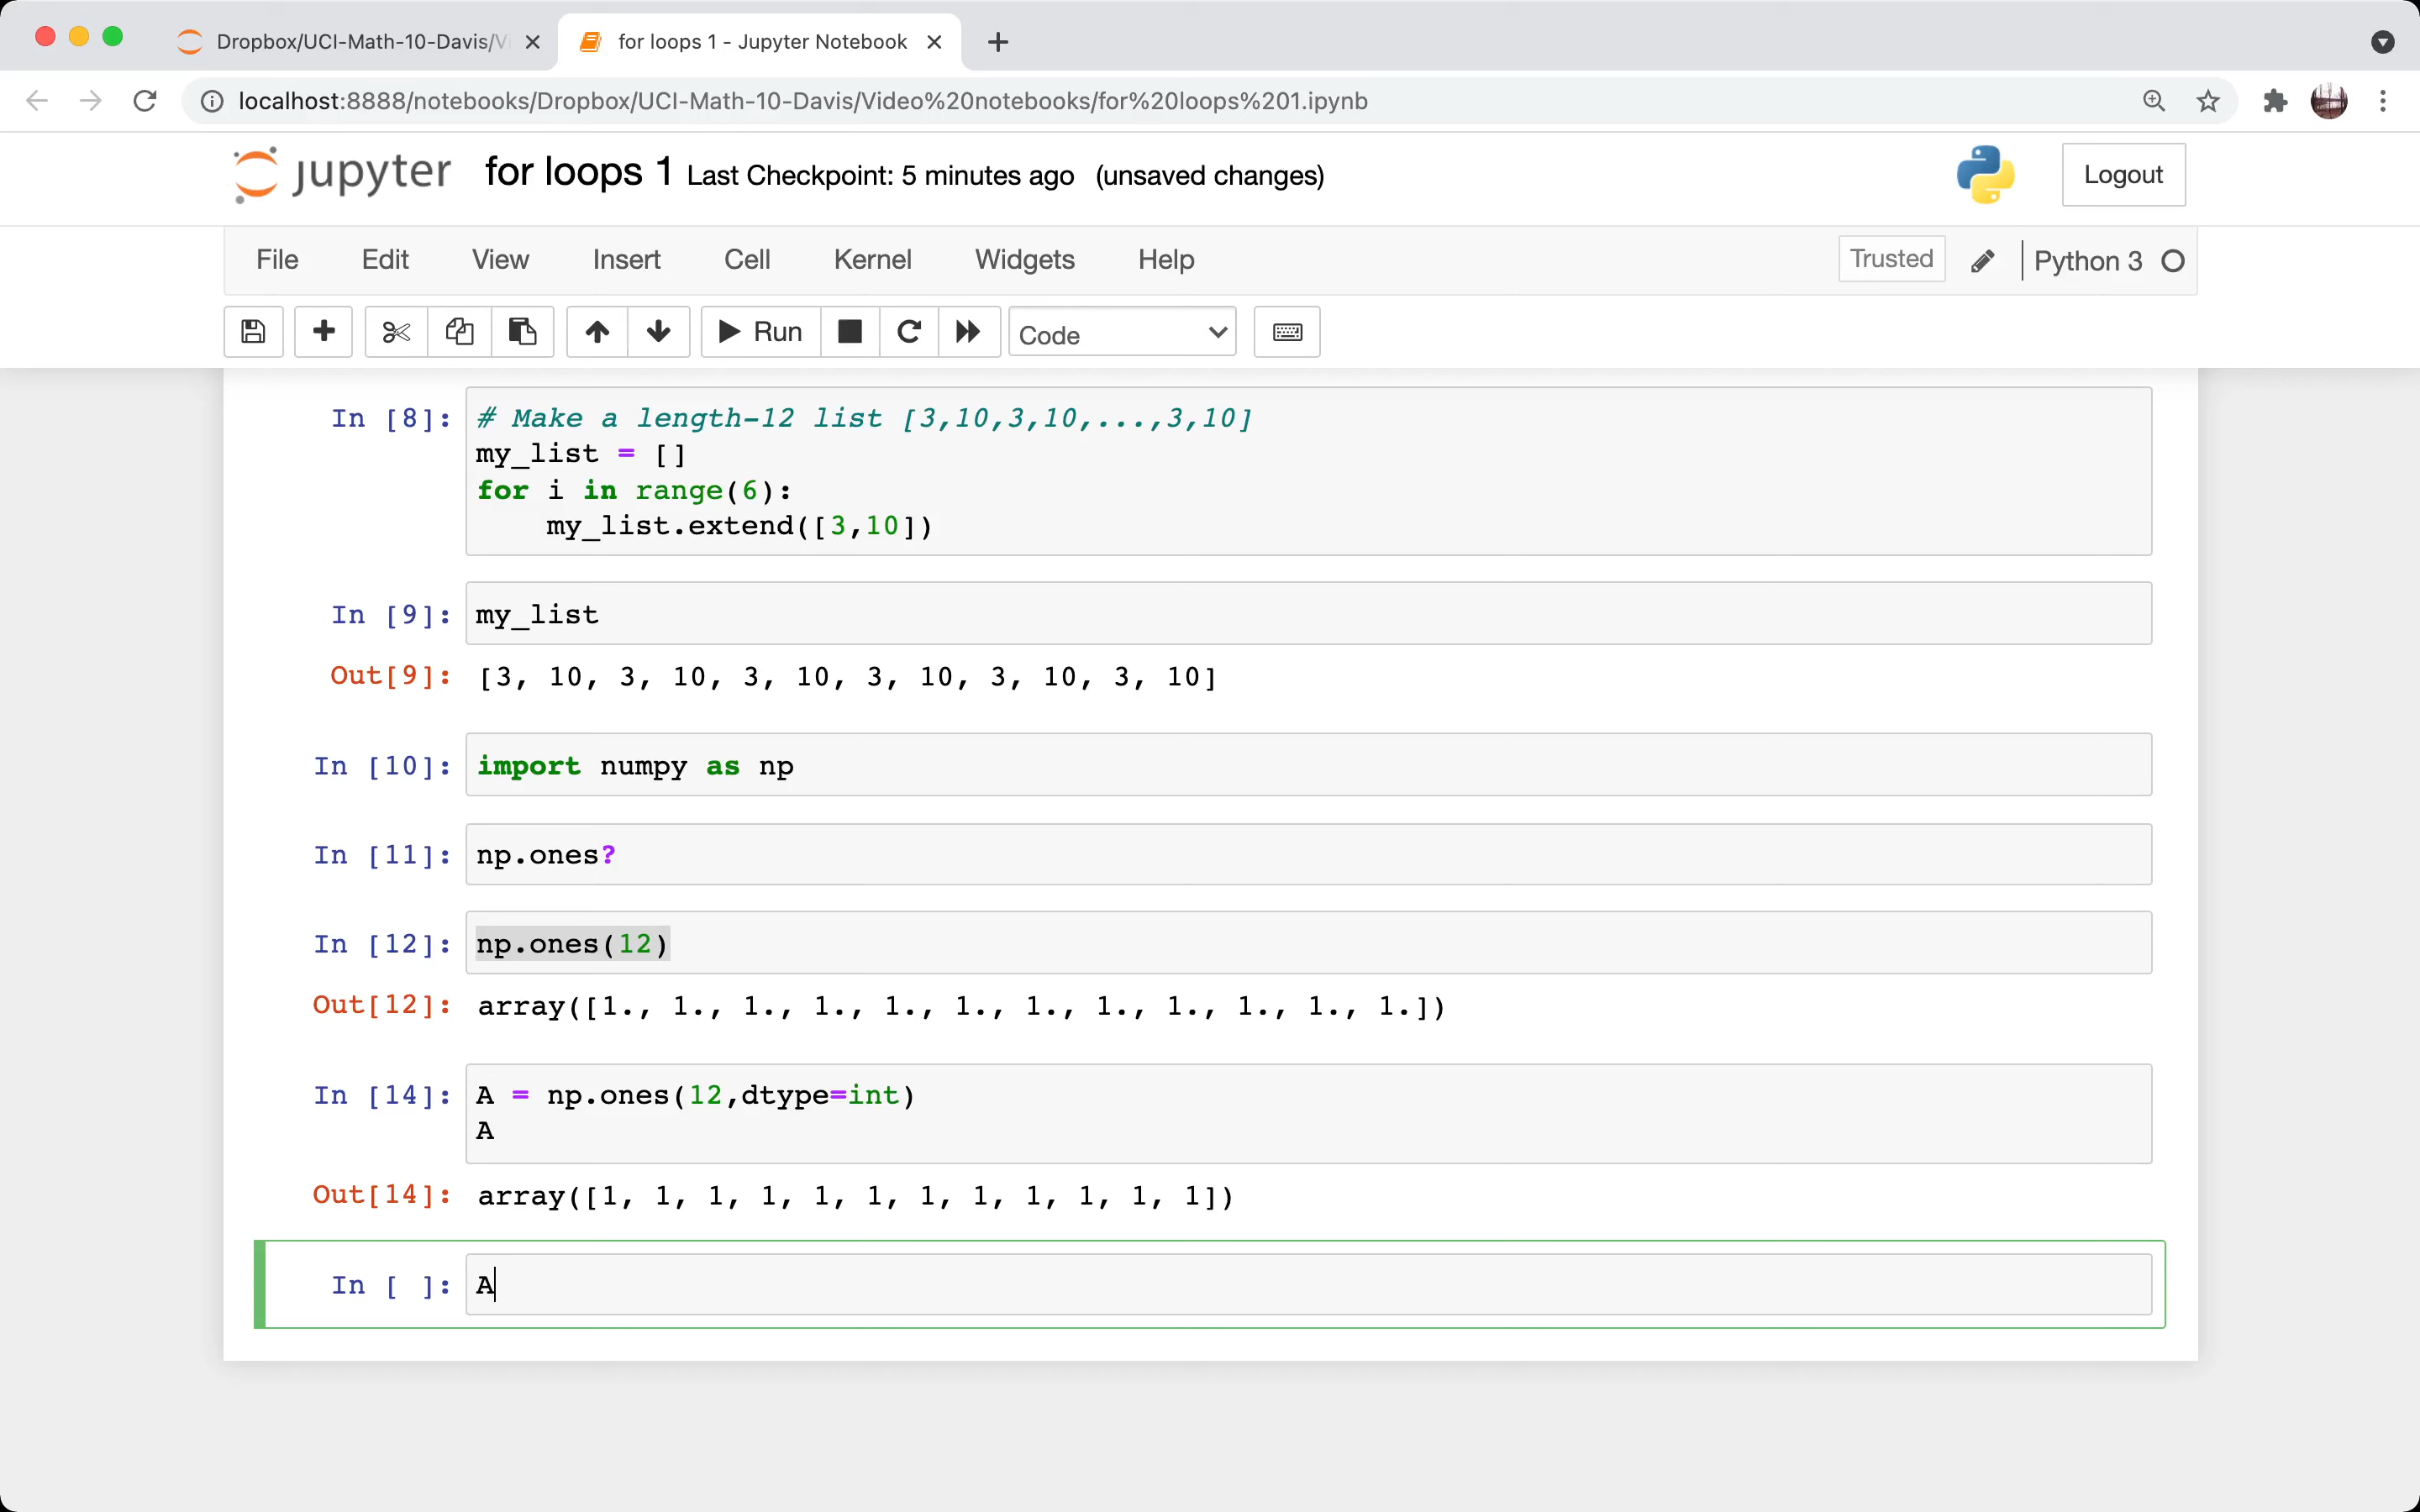 Dropbox/UCI-Math-10-Davis/Vi
for loops 1 - Jupyter Notebook
localhost:8888/notebooks/Dropbox/UCI-Math-10-Davis/Video%20notebooks/for%20loops%201.ipynb
jupyter for loops 1 Last Checkpoint: 5 minutes ago (unsaved changes)
Logout
File Edit View Insert Cell Kernel Widgets Help
Trusted Python 3
Run Code
In [8]: # Make a length-12 list [3,10,3,10,...,3,10]
my_list = []
for i in range(6):
    my_list.extend([3,10])
In [9]: my_list
Out[9]: [3, 10, 3, 10, 3, 10, 3, 10, 3, 10, 3, 10]
In [10]: import numpy as np
In [11]: np.ones?
In [12]: np.ones(12)
Out[12]: array([1., 1., 1., 1., 1., 1., 1., 1., 1., 1., 1., 1.])
In [14]: A = np.ones(12,dtype=int)
A
Out[14]: array([1, 1, 1, 1, 1, 1, 1, 1, 1, 1, 1, 1])
In [ ]: A